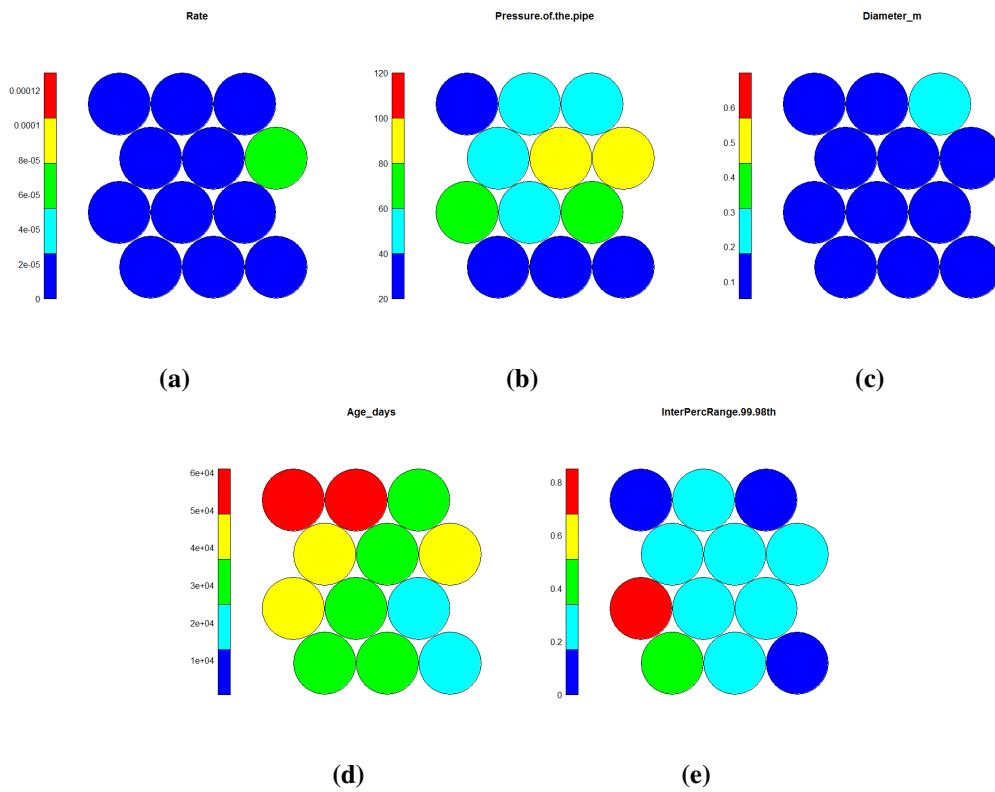 Rate
0.00012
0.0001
8e-05
6e-05
4e-05
2e-05
0
(a)
Pressure.of.the.pipe
120
100
80
60
40
20
(b)
Diameter_m
0.6
0.5
0.4
0.3
0.2
0.1
(c)
Age_days
6e+04
5e+04
4e+04
3e+04
2e+04
1e+04
(d)
InterPercRange.99.98th
0.8
0.6
0.4
0.2
0
(e)